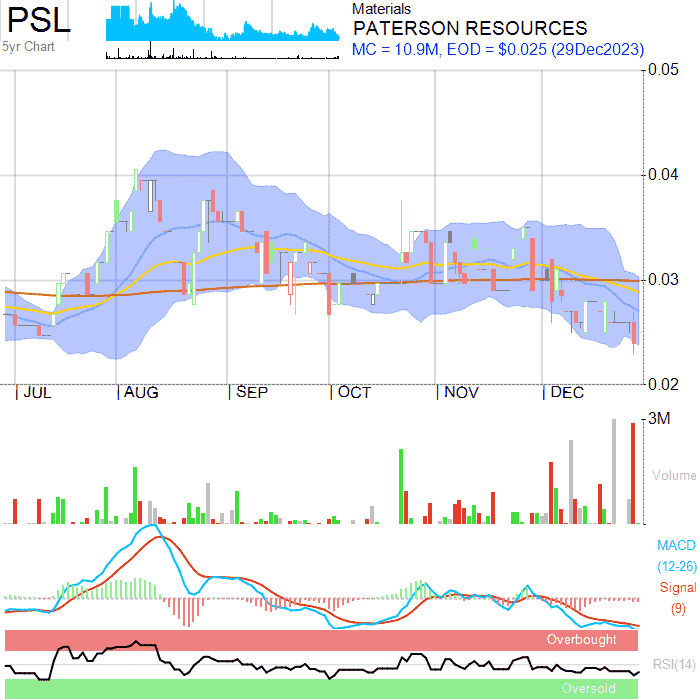 PSL
5yr Chart
Materials
PATERSON RESOURCES
MC = 10.9M, EOD = $0.025 (29Dec2023)
0.05
0.04
0.03
0.02
JUL AUG SEP OCT NOV DEC
3M
Volume
MACD
(12-26)
Signal
(9)
Overbought
RSI(14)
Oversold